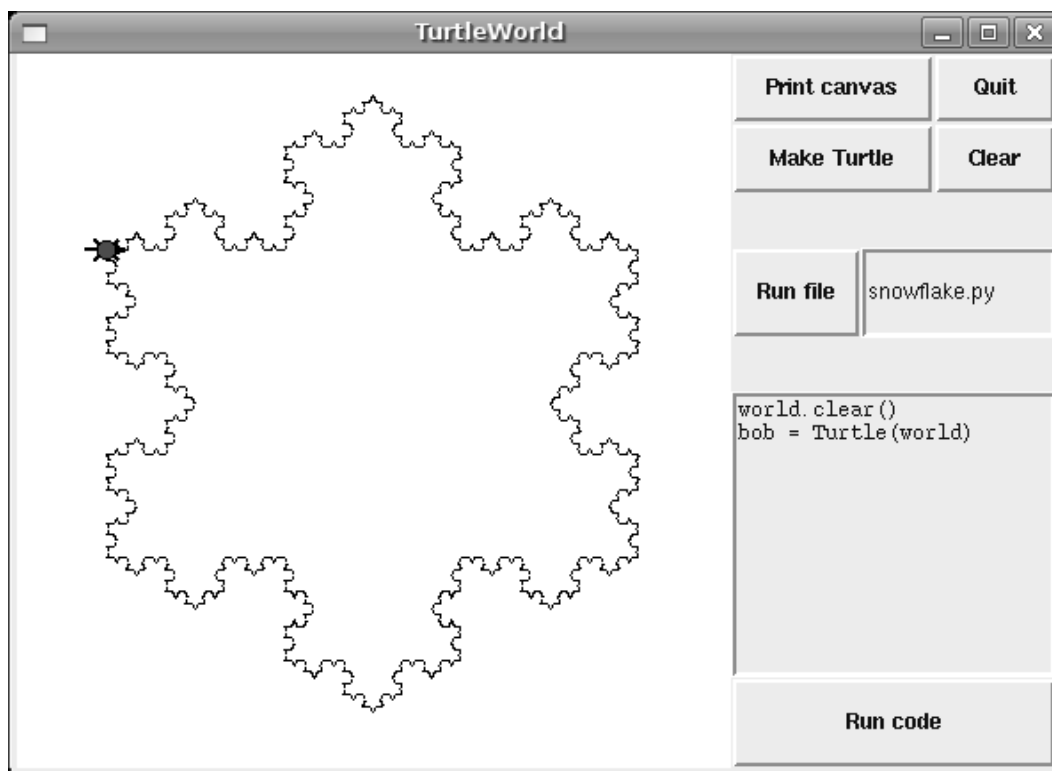 TurtleWorld
Print canvas
Quit
Make Turtle
Clear
Run file
snowflake.py
world.clear()
bob = Turtle(world)
Run code